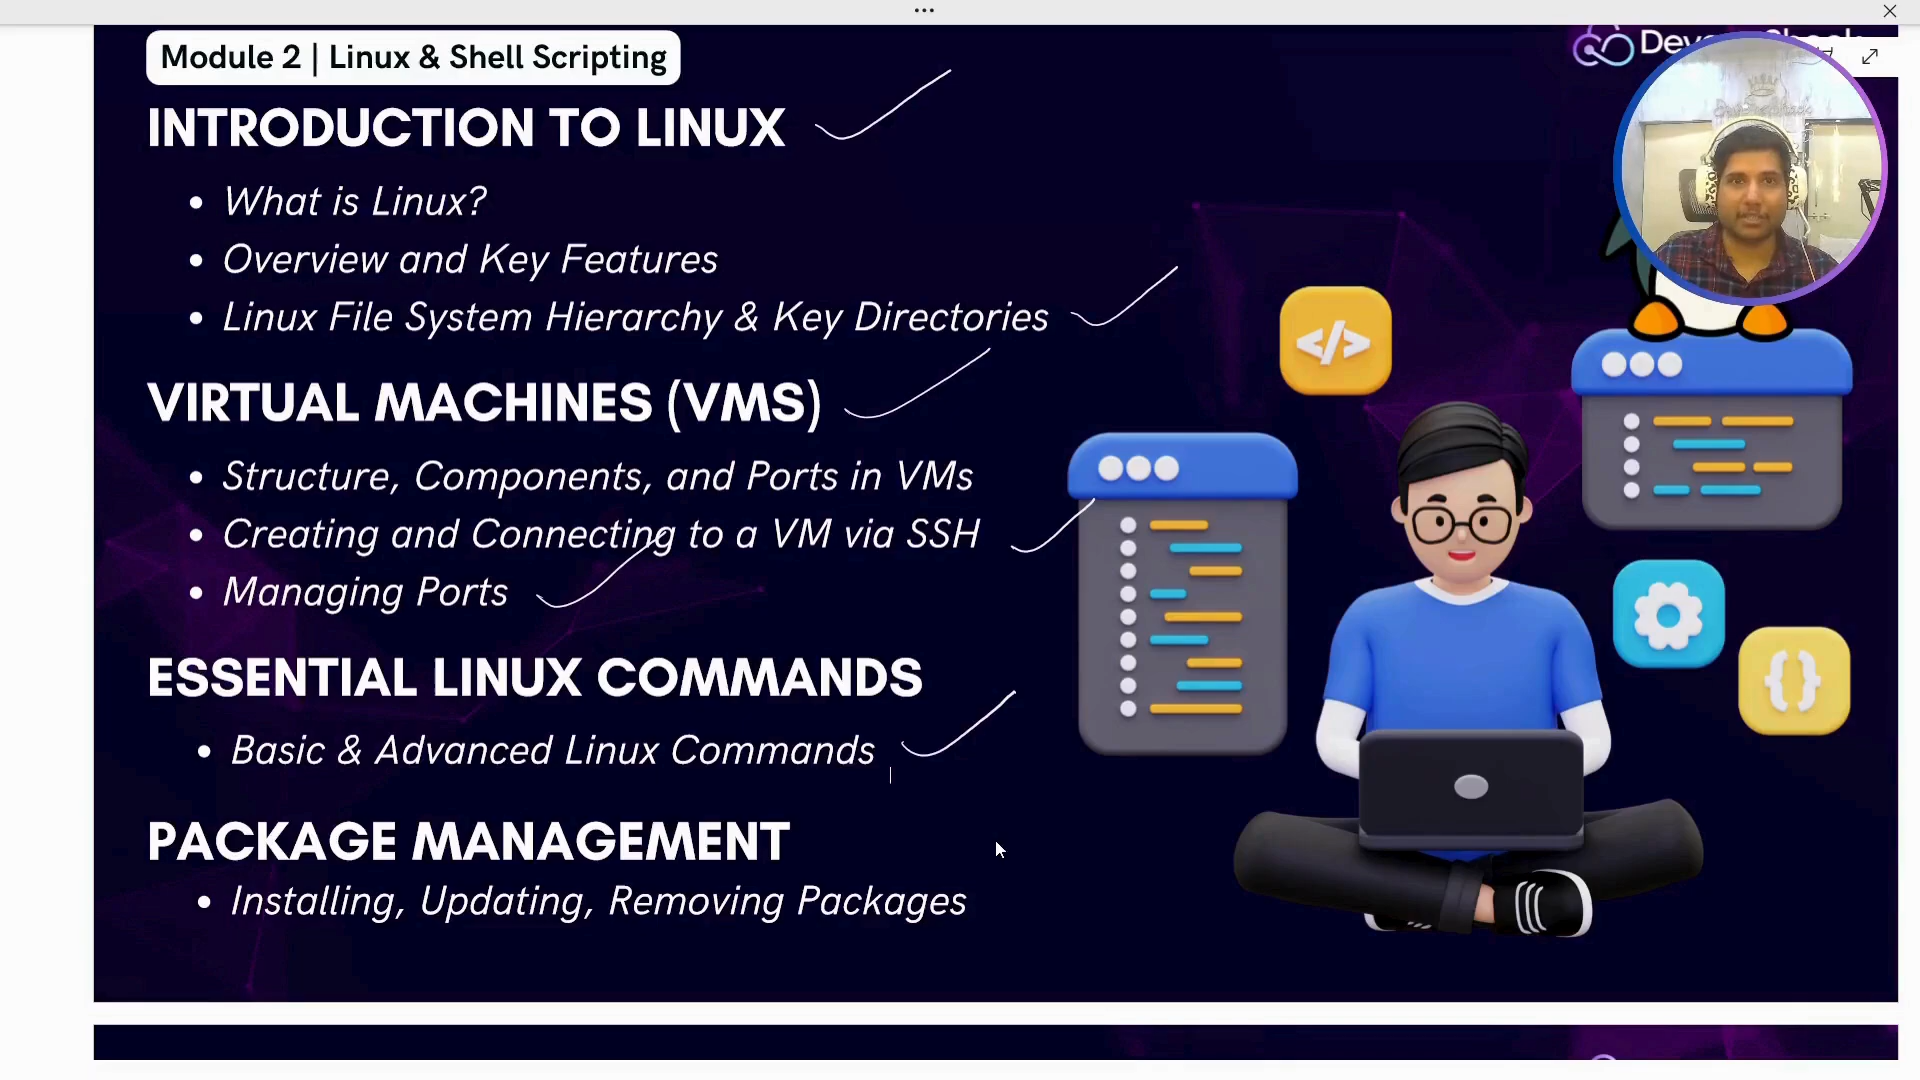 Module 2 | Linux & Shell Scripting
INTRODUCTION TO LINUX
• What is Linux?
• Overview and Key Features
• Linux File System Hierarchy & Key Directories
VIRTUAL MACHINES (VMS)
• Structure, Components, and Ports in VMs
• Creating and Connecting to a VM via SSH
• Managing Ports
ESSENTIAL LINUX COMMANDS
• Basic & Advanced Linux Commands
PACKAGE MANAGEMENT
• Installing, Updating, Removing Packages